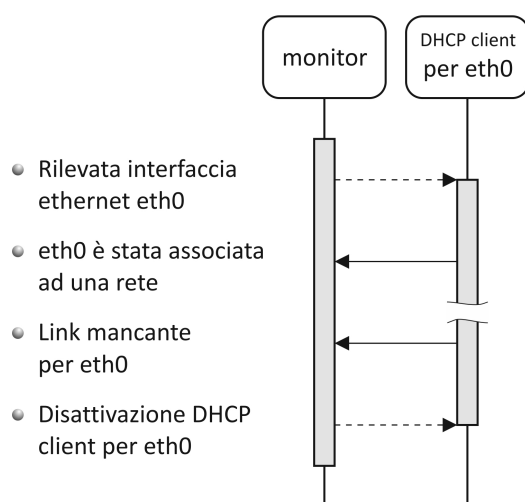 monitor
DHCP client
per eth0
Rilevata interfaccia
ethernet eth0
eth0 è stata associata
ad una rete
Link mancante
per eth0
Disattivazione DHCP
client per eth0